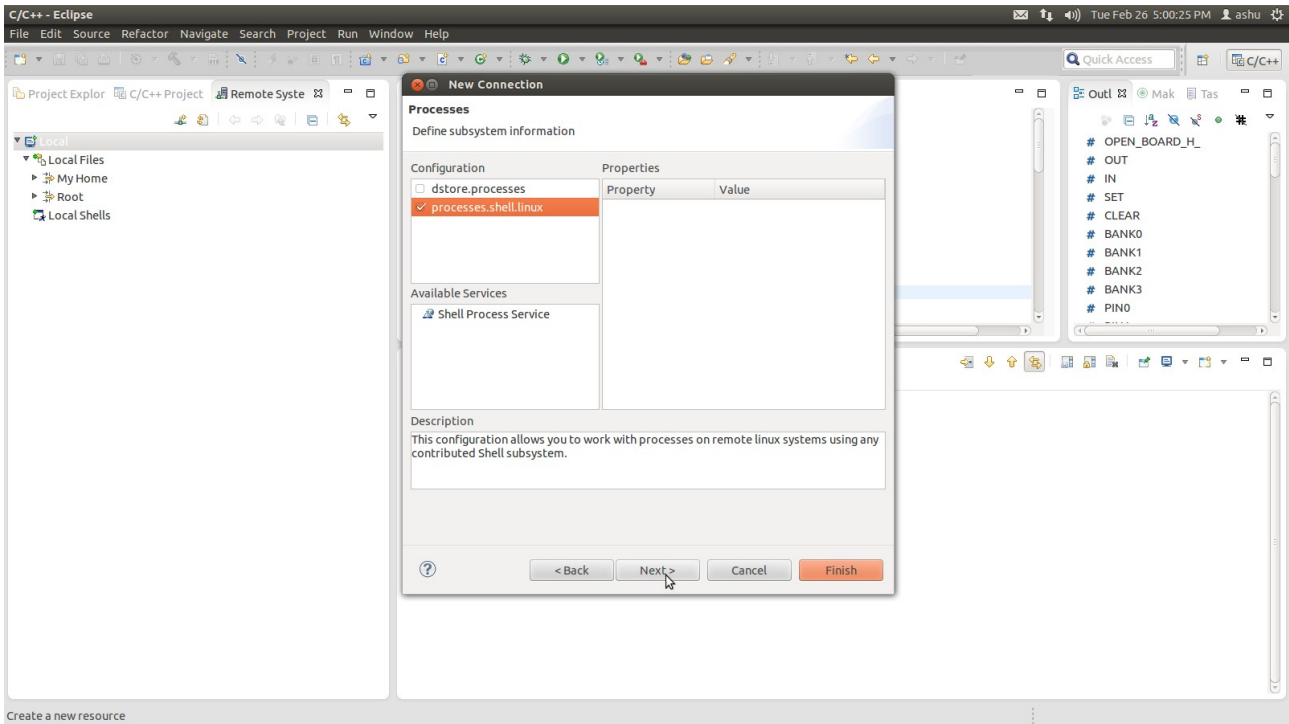 C/C++ - Eclipse
Tue Feb 26 5:00:25 PM ashu
File Edit Source Refactor Navigate Search Project Run Window Help
Quick Access
C/C++
Project Explor C/C++ Project Remote Syste
Local
Local Files
My Home
Root
Local Shells
New Connection
Processes
Define subsystem information
Configuration
dstore.processes
processes.shell.linux
Properties
Property Value
Available Services
Shell Process Service
Description
This configuration allows you to work with processes on remote linux systems using any
contributed Shell subsystem.
< Back Next > Cancel Finish
Outl Mak Tas
# OPEN_BOARD_H_
# OUT
# IN
# SET
# CLEAR
# BANK0
# BANK1
# BANK2
# BANK3
# PIN0
Create a new resource